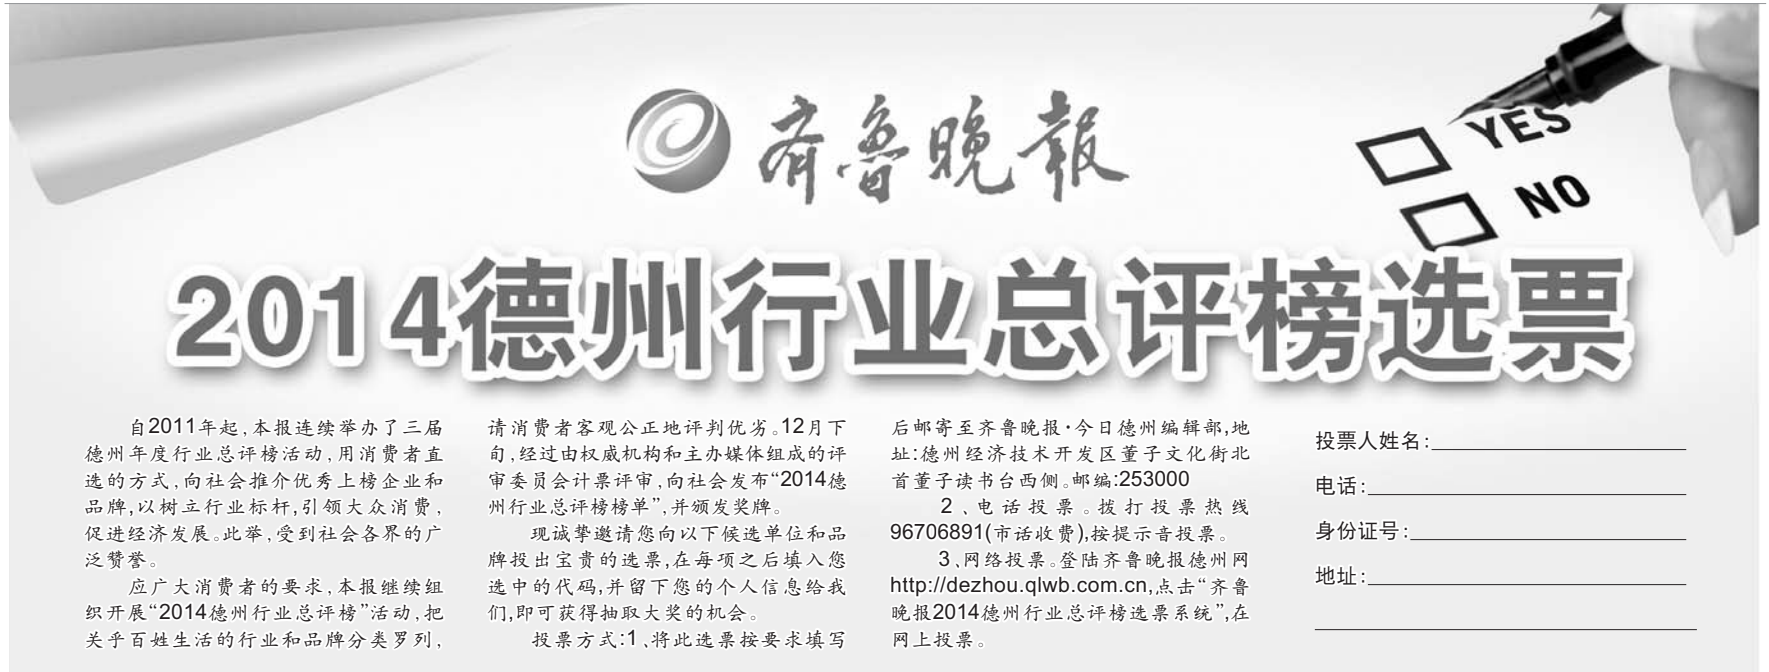 齐鲁晚報
YES
NO
2014德州行业总评榜选票
自2011年起,本报连续举办了三届
德州年度行业总评榜活动,用消费者直
选的方式,向社会推介优秀上榜企业和
品牌,以树立行业标杆,引领大众消费,
促进经济发展。此举,受到社会各界的广
泛赞誉。
应广大消费者的要求,本报继续组
织开展“2014德州行业总评榜”活动,把
关乎百姓生活的行业和品牌分类罗列,
请消费者客观公正地评判优劣。12月下
旬,经过由权威机构和主办媒体组成的评
审委员会计票评审,向社会发布“2014德
州行业总评榜榜单”,并颁发奖牌。
现诚挚邀请您向以下候选单位和品
牌投出宝贵的选票,在每项之后填入您
选中的代码,并留下您的个人信息给我
们,即可获得抽取大奖的机会。
投票方式:1、将此选票按要求填写
后邮寄至齐鲁晚报·今日德州编辑部,地
址:德州经济技术开发区董子文化街北
首董子读书台西侧。邮编:253000
2、电话投票。拨打投票热线
96706891(市话收费),按提示音投票。
3、网络投票。登陆齐鲁晚报德州网
http://dezhou.qlwb.com.cn,点击“齐鲁
晚报2014德州行业总评榜选票系统”,在
网上投票。
投票人姓名:
电话:
身份证号:
地址: